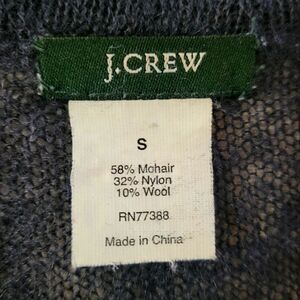 J.CREW
S
58% Mohair
32% Nylon
10% Wool
RN77388
Made in China